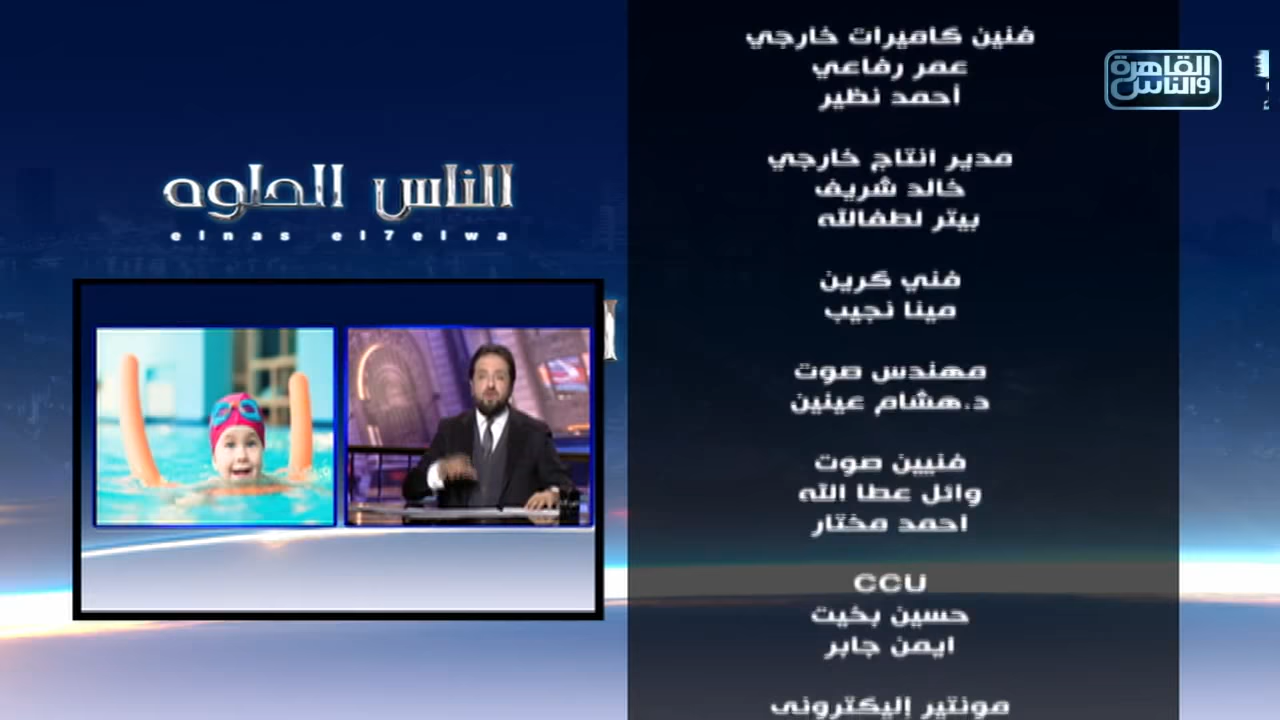 فنين كاميرات خارجي
عمر رفاعي
أحمد نظير
مدير انتاج خارجي
خالد شريف
بيتر لطفالله
فني كرين
مينا نجيب
مهندس صوت
د.هشام عينين
فنيين صوت
وائل عطا الله
احمد مختار
CCU
حسين بخيت
ايمن جابر
مونتير إليكترونى
القاهرة
والناس
الناس الحلوه
elnas el7elwa